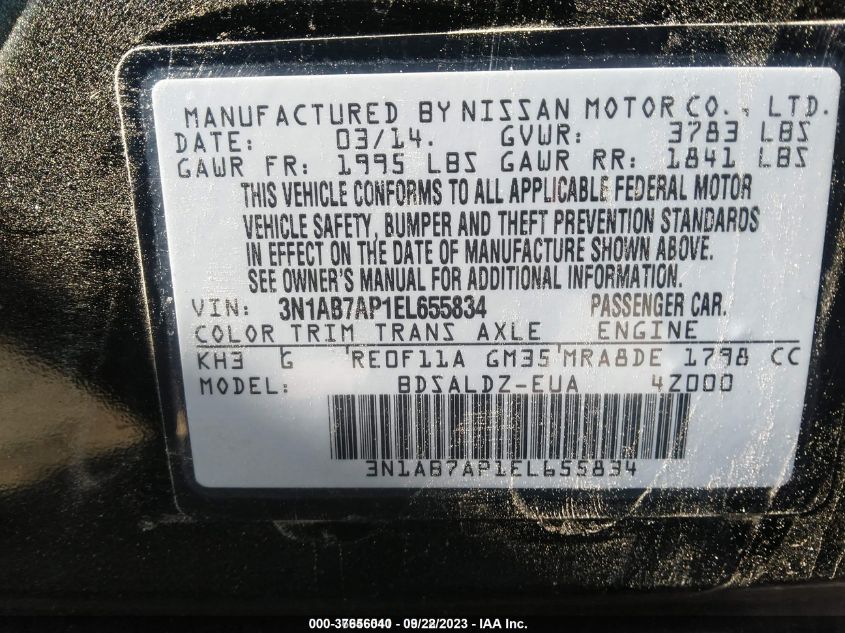 MANUFACTURED BY NISSAN MOTOR CO., LTD.
DATE: 03/14. GVWR: 3783 LBS
GAWR FR: 1995 LBS GAWR RR: 1841 LBS
THIS VEHICLE CONFORMS TO ALL APPLICABLE FEDERAL MOTOR
VEHICLE SAFETY, BUMPER AND THEFT PREVENTION STANDARDS
IN EFFECT ON THE DATE OF MANUFACTURE SHOWN ABOVE.
SEE OWNER'S MANUAL FOR ADDITIONAL INFORMATION.
VIN: 3N1AB7AP1EL655834 PASSENGER CAR.
COLOR TRIM TRANS AXLE ENGINE
KH3 G RE0F11A GM35 MRA8DE 1798 CC
MODEL: BDSALDZ-EUA 4Z000
3N1AB7AP1EL655834
09/22/2023 - IAA, Inc.